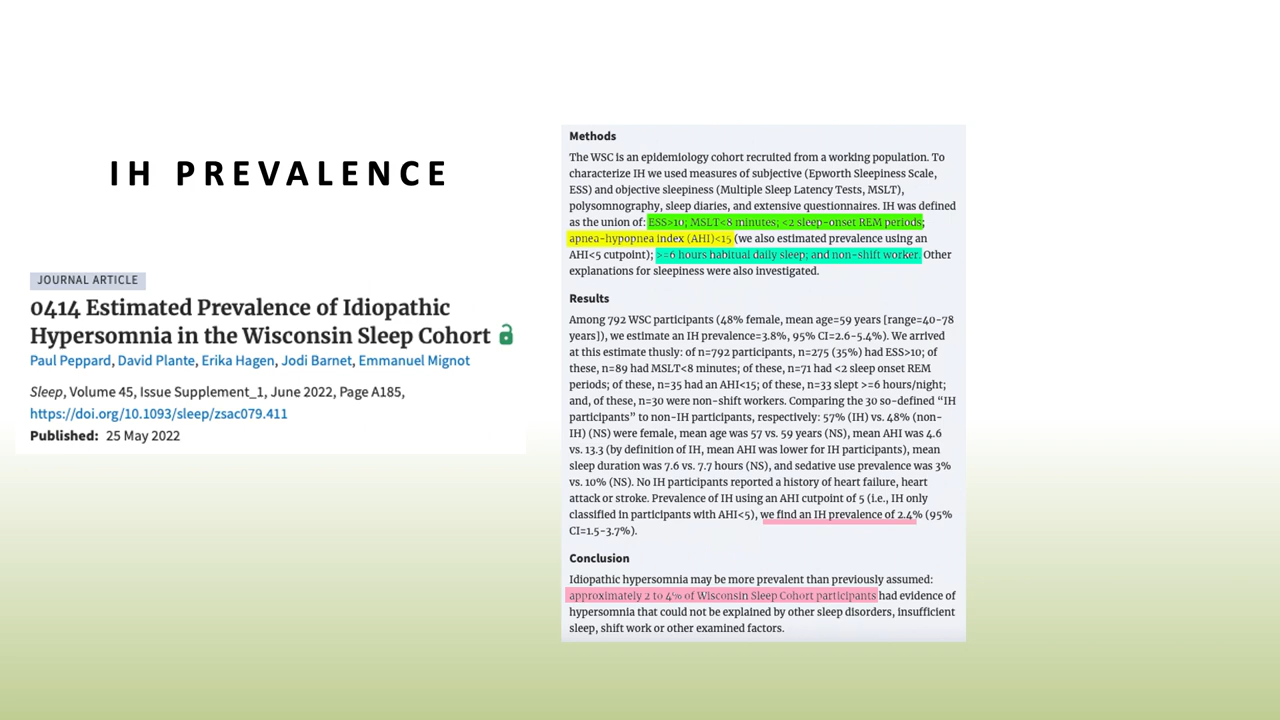 IH PREVALENCE
JOURNAL ARTICLE
0414 Estimated Prevalence of Idiopathic
Hypersomnia in the Wisconsin Sleep Cohort
Paul Peppard, David Plante, Erika Hagen, Jodi Barnet, Emmanuel Mignot
Sleep, Volume 45, Issue Supplement_1, June 2022, Page A185,
https://doi.org/10.1093/sleep/zsac079.411
Published: 25 May 2022
Methods
The WSC is an epidemiology cohort recruited from a working population. To
characterize IH we used measures of subjective (Epworth Sleepiness Scale,
ESS) and objective sleepiness (Multiple Sleep Latency Tests, MSLT),
polysomnography, sleep diaries, and extensive questionnaires. IH was defined
as the union of: ESS>10; MSLT<8 minutes; <2 sleep-onset REM periods;
apnea-hypopnea index (AHI)<15 (we also estimated prevalence using an
AHI<5 cutpoint); >=6 hours habitual daily sleep; and non-shift worker. Other
explanations for sleepiness were also investigated.
Results
Among 792 WSC participants (48% female, mean age=59 years [range=40-78
years]), we estimate an IH prevalence=3.8%, 95% CI=2.6-5.4%). We arrived
at this estimate thusly: of n=792 participants, n=275 (35%) had ESS>10; of
these, n=89 had MSLT<8 minutes; of these, n=71 had <2 sleep onset REM
periods; of these, n=35 had an AHI<15; of these, n=33 slept >=6 hours/night;
and, of these, n=30 were non-shift workers. Comparing the 30 so-defined “IH
participants” to non-IH participants, respectively: 57% (IH) vs. 48% (non-
IH) (NS) were female, mean age was 57 vs. 59 years (NS), mean AHI was 4.6
vs. 13.3 (by definition of IH, mean AHI was lower for IH participants), mean
sleep duration was 7.6 vs. 7.7 hours (NS), and sedative use prevalence was 3%
vs. 10% (NS). No IH participants reported a history of heart failure, heart
attack or stroke. Prevalence of IH using an AHI cutpoint of 5 (i.e., IH only
classified in participants with AHI<5), we find an IH prevalence of 2.4% (95%
CI=1.5-3.7%).
Conclusion
Idiopathic hypersomnia may be more prevalent than previously assumed:
approximately 2 to 4% of Wisconsin Sleep Cohort participants had evidence of
hypersomnia that could not be explained by other sleep disorders, insufficient
sleep, shift work or other examined factors.